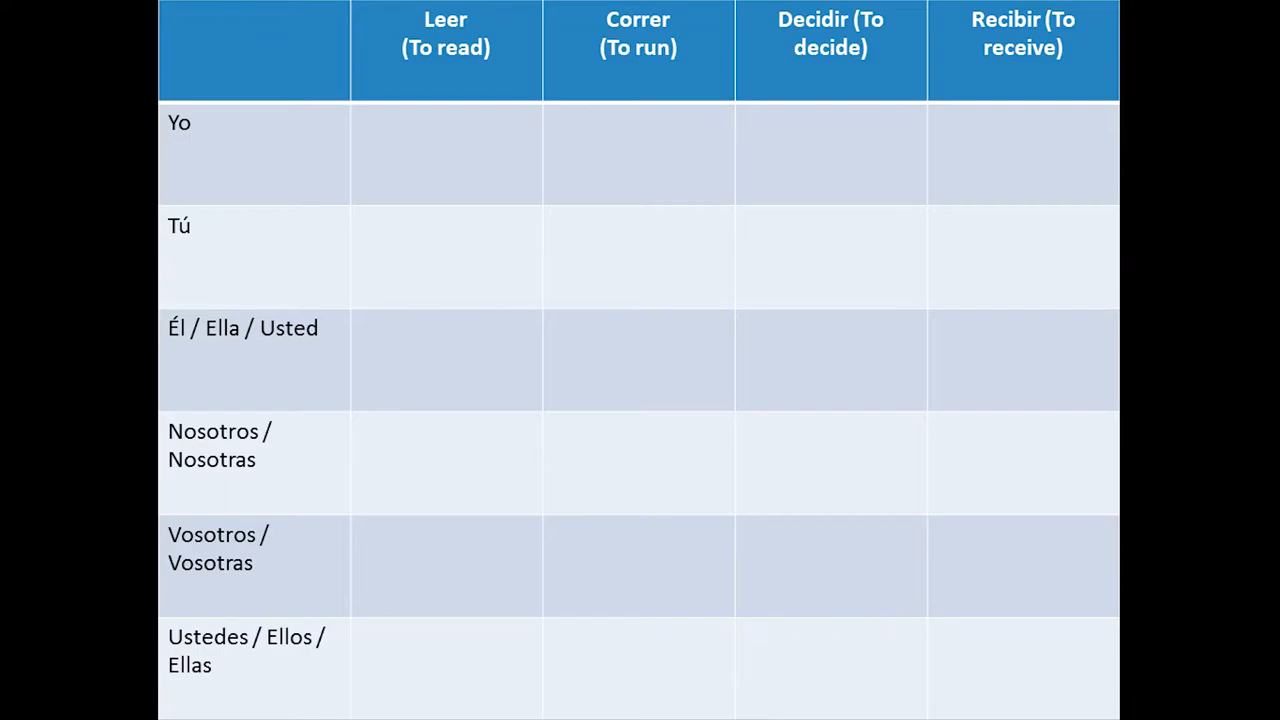 Leer
(To read)
Correr
(To run)
Decidir (To
decide)
Recibir (To
receive)
Yo
Tú
Él / Ella / Usted
Nosotros /
Nosotras
Vosotros /
Vosotras
Ustedes / Ellos /
Ellas